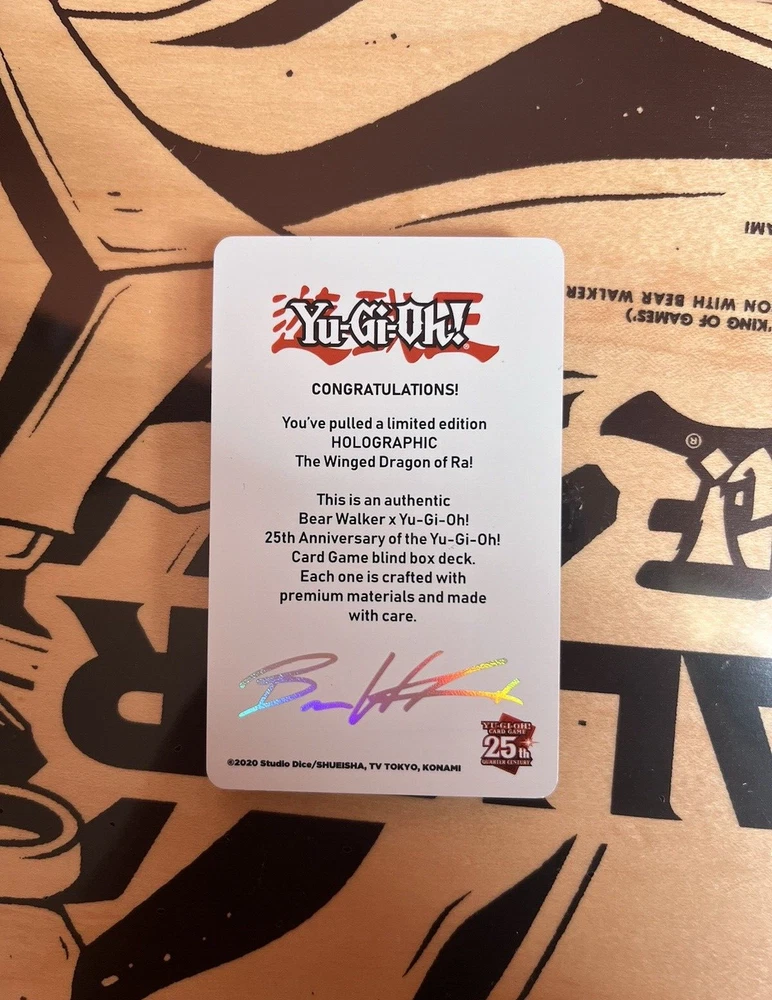 Yu-Gi-Oh!
CONGRATULATIONS!
You've pulled a limited edition
HOLOGRAPHIC
The Winged Dragon of Ra!
This is an authentic
Bear Walker x Yu-Gi-Oh!
25th Anniversary of the Yu-Gi-Oh!
Card Game blind box deck.
Each one is crafted with
premium materials and made
with care.
YU-GI-OH!
CARD GAME
25th
QUARTER CENTURY
©2020 Studio Dice/SHUEISHA, TV TOKYO, KONAMI
ON WITH BEAR WALKER
KING OF GAMES')